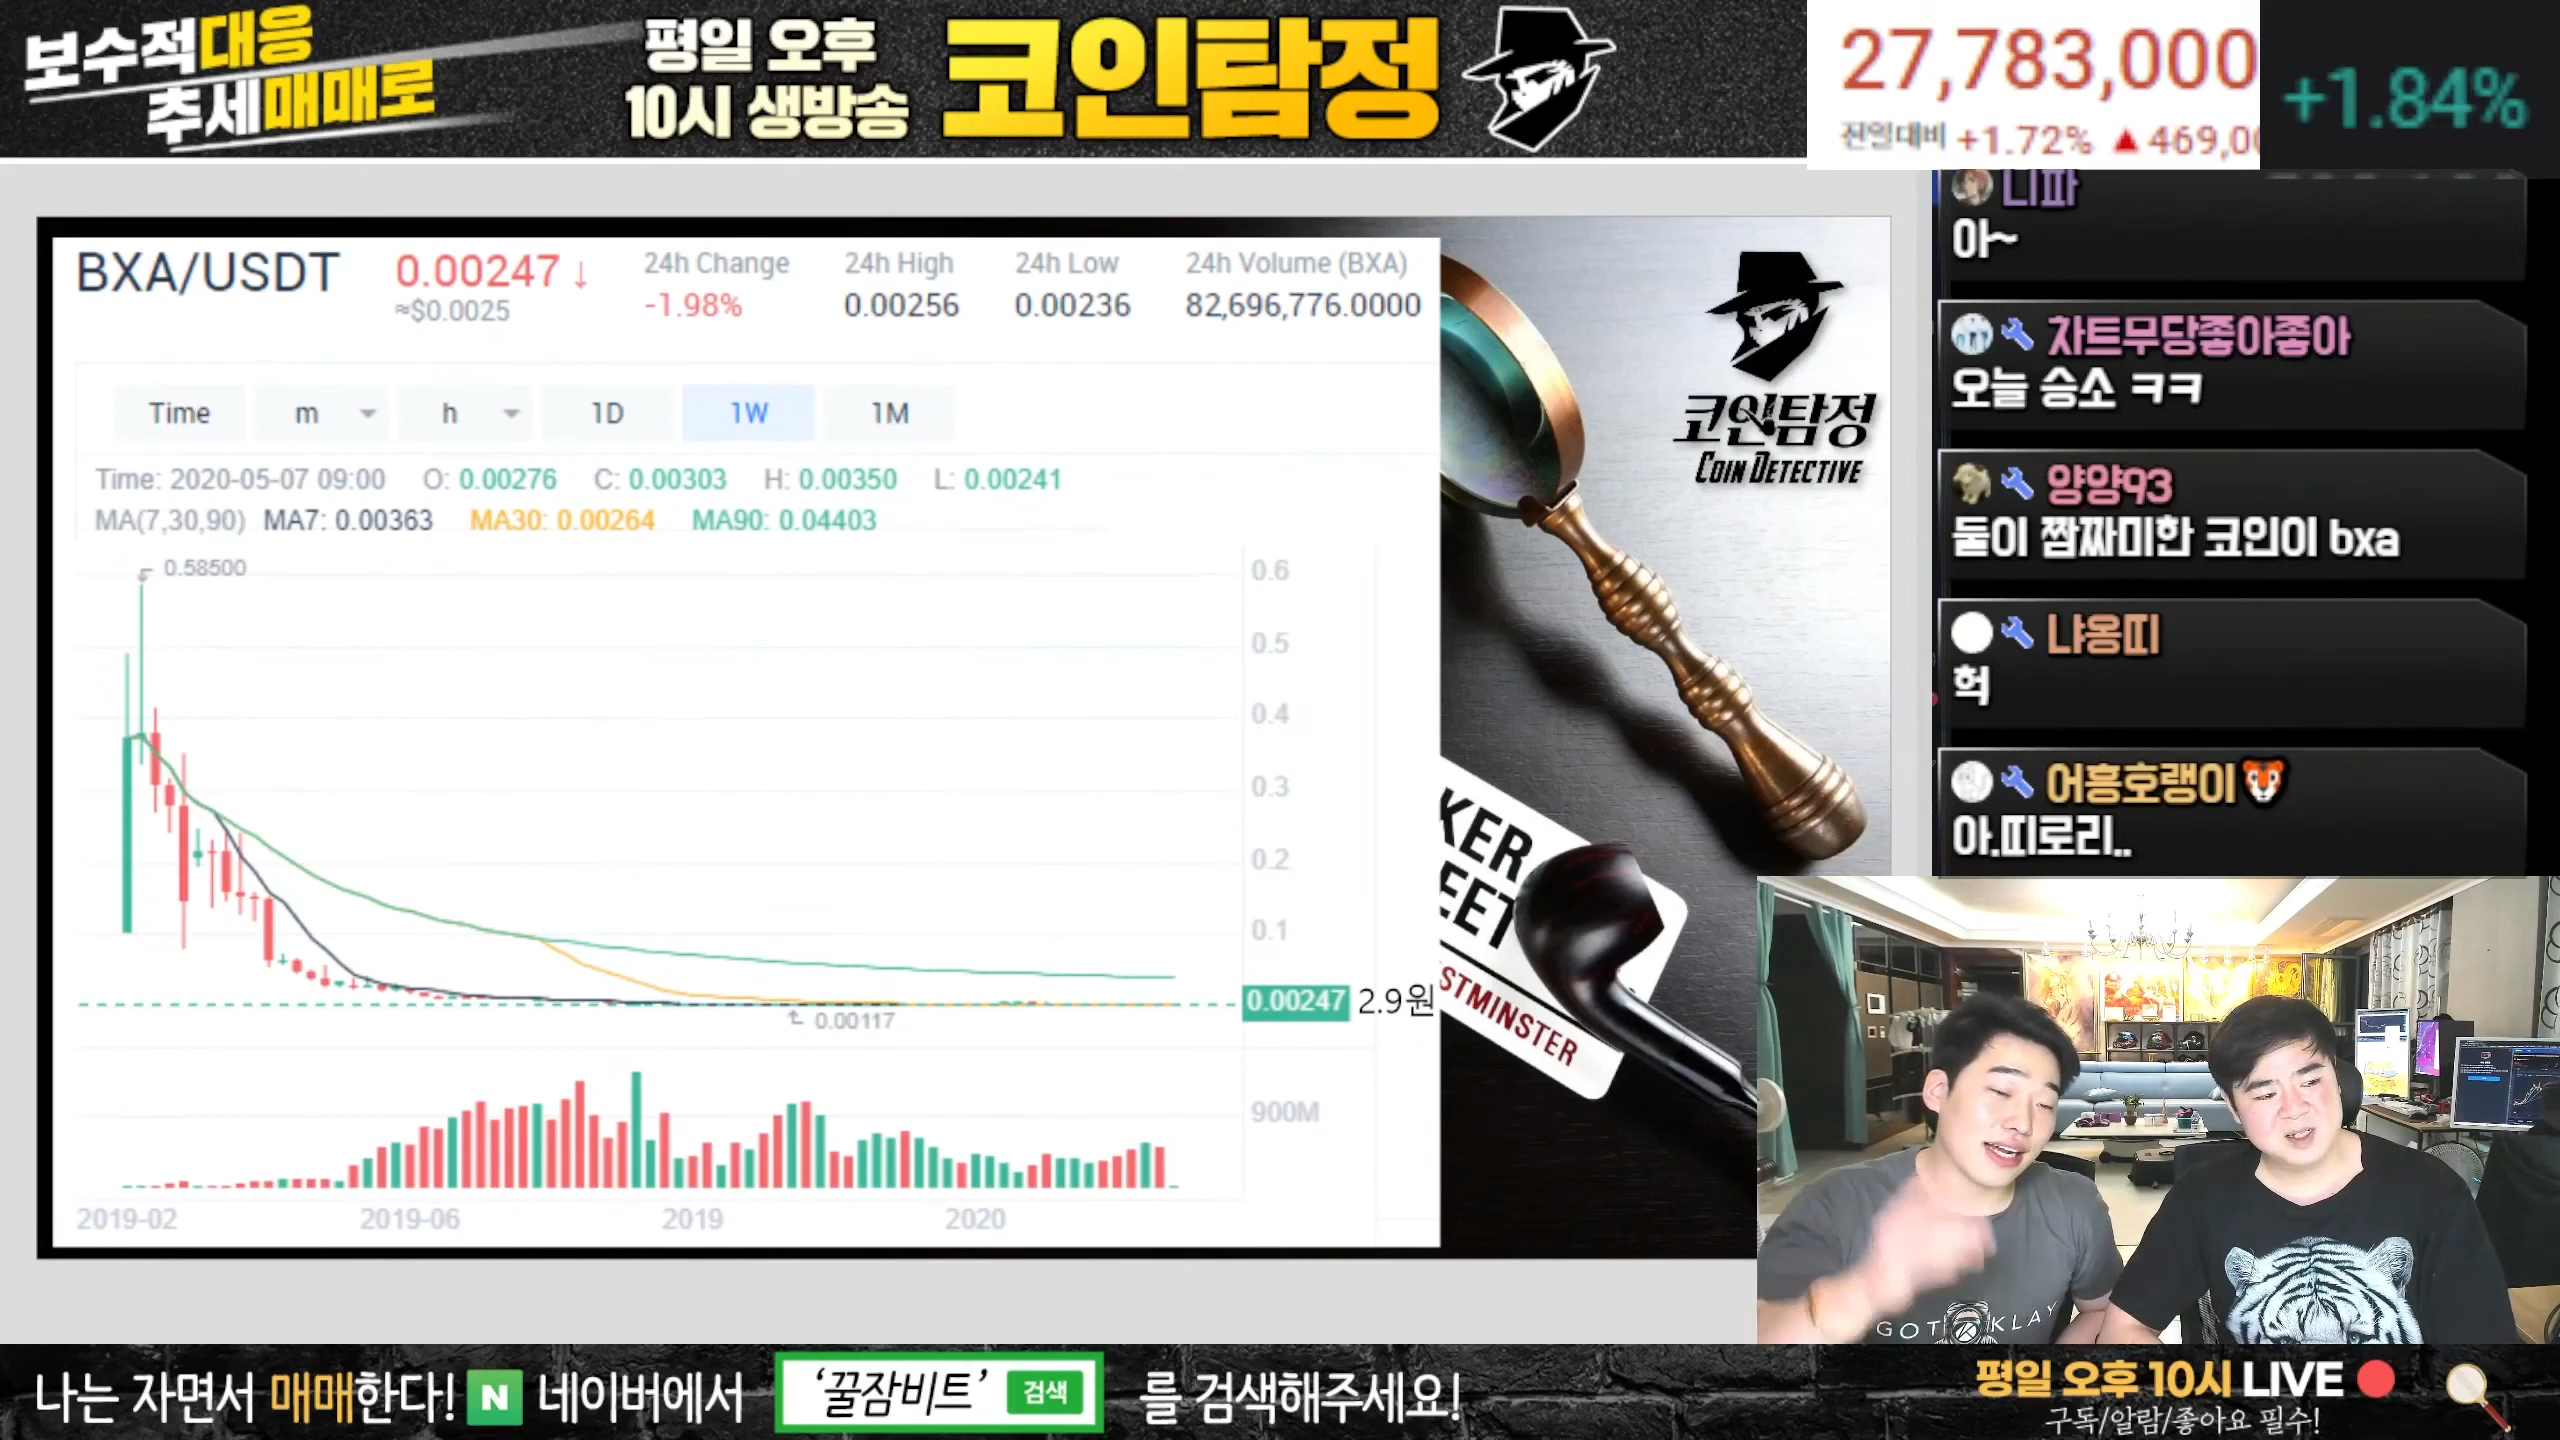 보수적대응
추세매매로
평일 오후
10시 생방송
코인탐정
27,783,000
전일대비 +1.72% ▲ 469,00
+1.84%
BXA/USDT
0.00247 ↓
≈$0.0025
24h Change
-1.98%
24h High
0.00256
24h Low
0.00236
24h Volume (BXA)
82,696,776.0000
Time m h 1D 1W 1M
Time: 2020-05-07 09:00 O: 0.00276 C: 0.00303 H: 0.00350 L: 0.00241
MA(7,30,90) MA7: 0.00363 MA30: 0.00264 MA90: 0.04403
0.58500
0.6
0.5
0.4
0.3
0.2
0.1
0.00247 2.9원
0.00117
900M
2019-02 2019-06 2019 2020
코인탐정
COIN DETECTIVE
KER
EET
STMINSTER
니파
아~
차트무당좋아좋아
오늘 승소 ㅋㅋ
양양93
둘이 짬짜미한 코인이 bxa
냐옹띠
헉
어흥호랭이🐯
아.띠로리..
GOT K KLAY
나는 자면서 매매한다! N 네이버에서 '꿀잠비트' 검색 를 검색해주세요!
평일 오후 10시 LIVE
구독/알람/좋아요 필수!